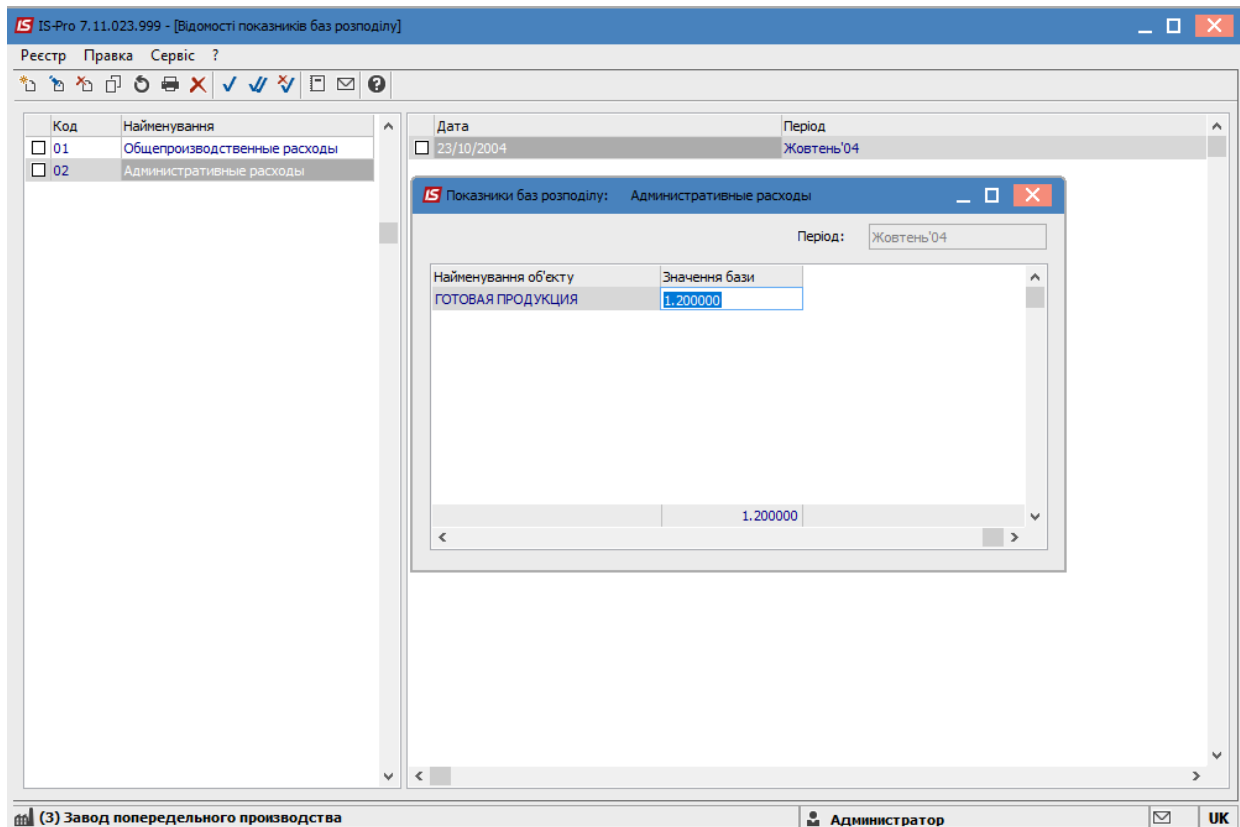 IS-Pro 7.11.023.999 - [Відомості показників баз розподілу]
Реєстр Правка Сервіс ?
Код Найменування
01 Общепроизводственные расходы
02 Административные расходы
Дата Період
23/10/2004 Жовтень'04
Показники баз розподілу: Административные расходы
Період: Жовтень'04
Найменування об'єкту Значення бази
ГОТОВАЯ ПРОДУКЦИЯ 1.200000
1.200000
(3) Завод попередельного производства Администратор UK